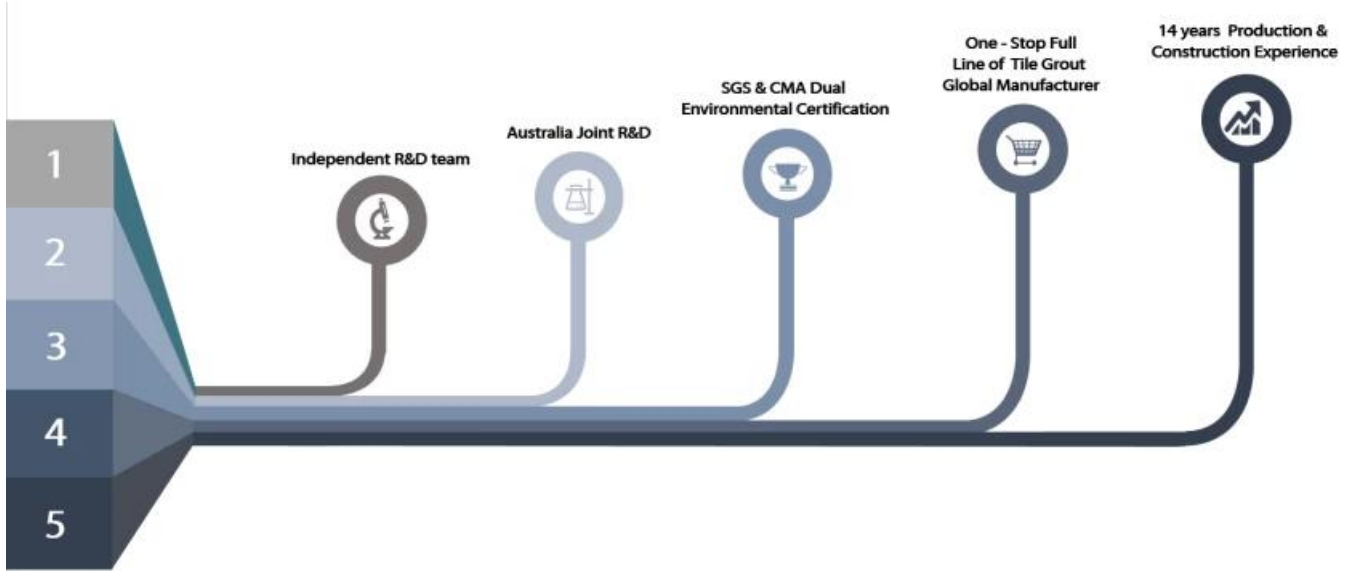 1
2
3
4
5
Independent R&D team
Australia Joint R&D
SGS & CMA Dual
Environmental Certification
One - Stop Full
Line of Tile Grout
Global Manufacturer
14 years Production &
Construction Experience